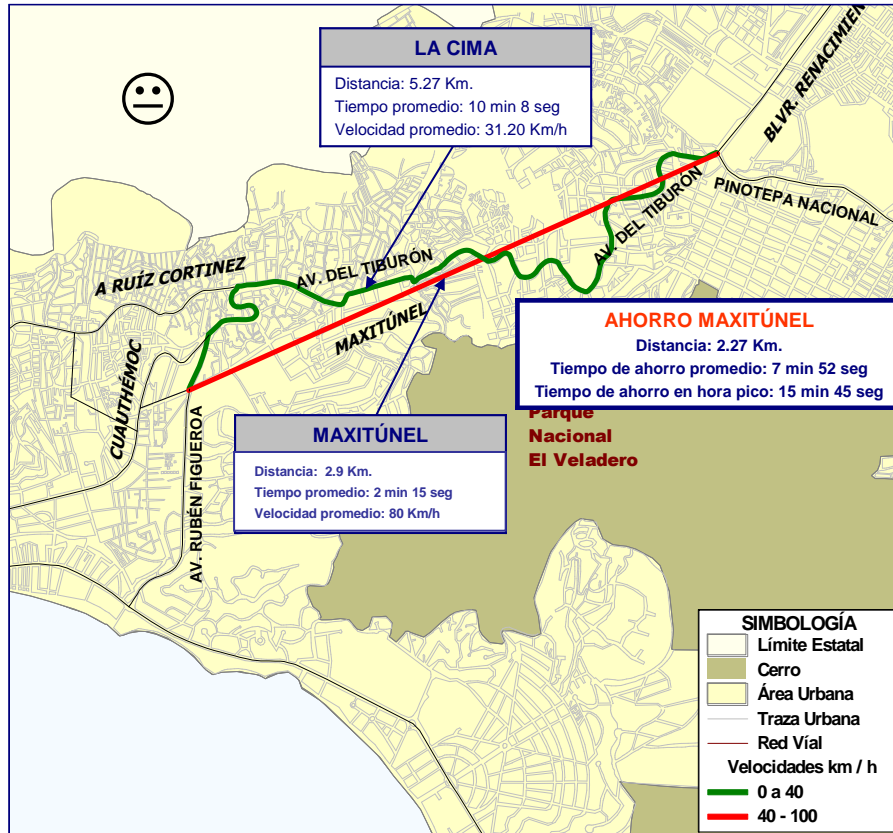 LA CIMA
Distancia: 5.27 Km.
Tiempo promedio: 10 min 8 seg
Velocidad promedio: 31.20 Km/h
BLVR. RENACIMIEN
PINOTEPA NACIONAL
AV. DEL TIBURÓN
A RUÍZ CORTINEZ
AV. DEL TIBURÓN
MAXITÚNEL
CUAUTHÉMOC
AV. RUBÉN FIGUEROA
AHORRO MAXITÚNEL
Distancia: 2.27 Km.
Tiempo de ahorro promedio: 7 min 52 seg
Tiempo de ahorro en hora pico: 15 min 45 seg
Parque
Nacional
El Veladero
MAXITÚNEL
Distancia: 2.9 Km.
Tiempo promedio: 2 min 15 seg
Velocidad promedio: 80 Km/h
SIMBOLOGÍA
Límite Estatal
Cerro
Área Urbana
Traza Urbana
Red Víal
Velocidades km / h
0 a 40
40 - 100